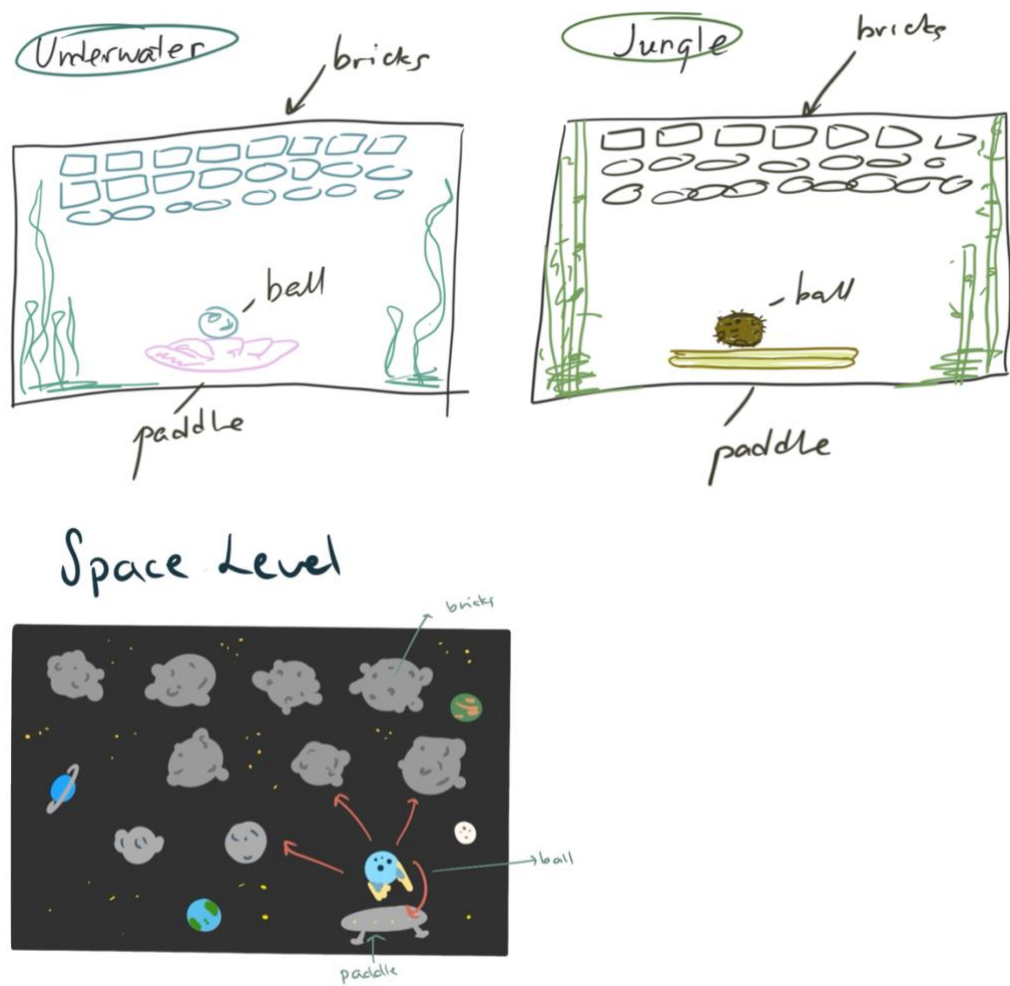 Underwater
bricks
ball
paddle
Jungle
bricks
ball
paddle
Space Level
bricks
ball
paddle